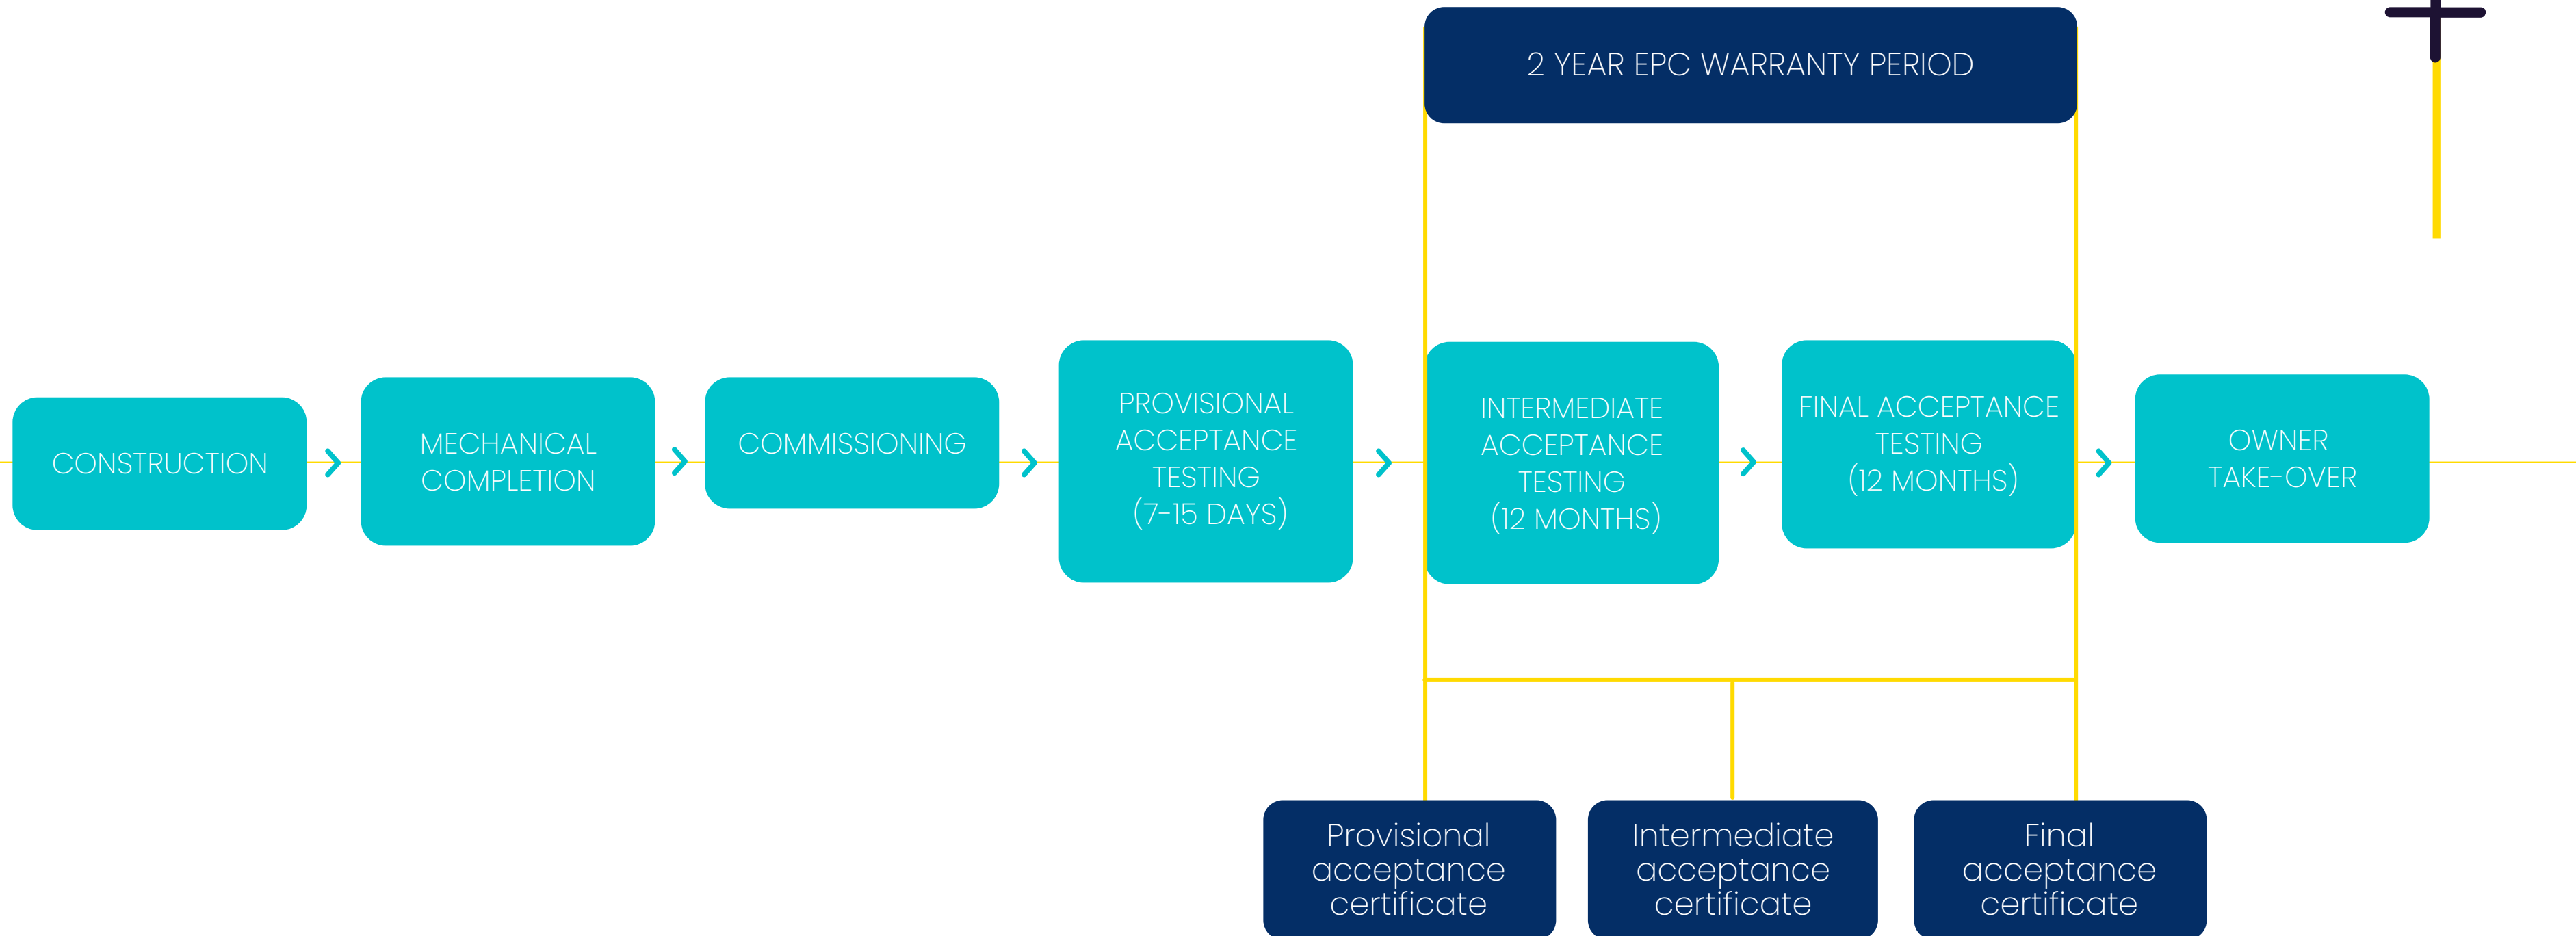 2 YEAR EPC WARRANTY PERIOD
CONSTRUCTION
MECHANICAL
COMPLETION
COMMISSIONING
PROVISIONAL
ACCEPTANCE
TESTING
(7-15 DAYS)
INTERMEDIATE
ACCEPTANCE
TESTING
(12 MONTHS)
FINAL ACCEPTANCE
TESTING
(12 MONTHS)
OWNER
TAKE-OVER
Provisional
acceptance
certificate
Intermediate
acceptance
certificate
Final
acceptance
certificate